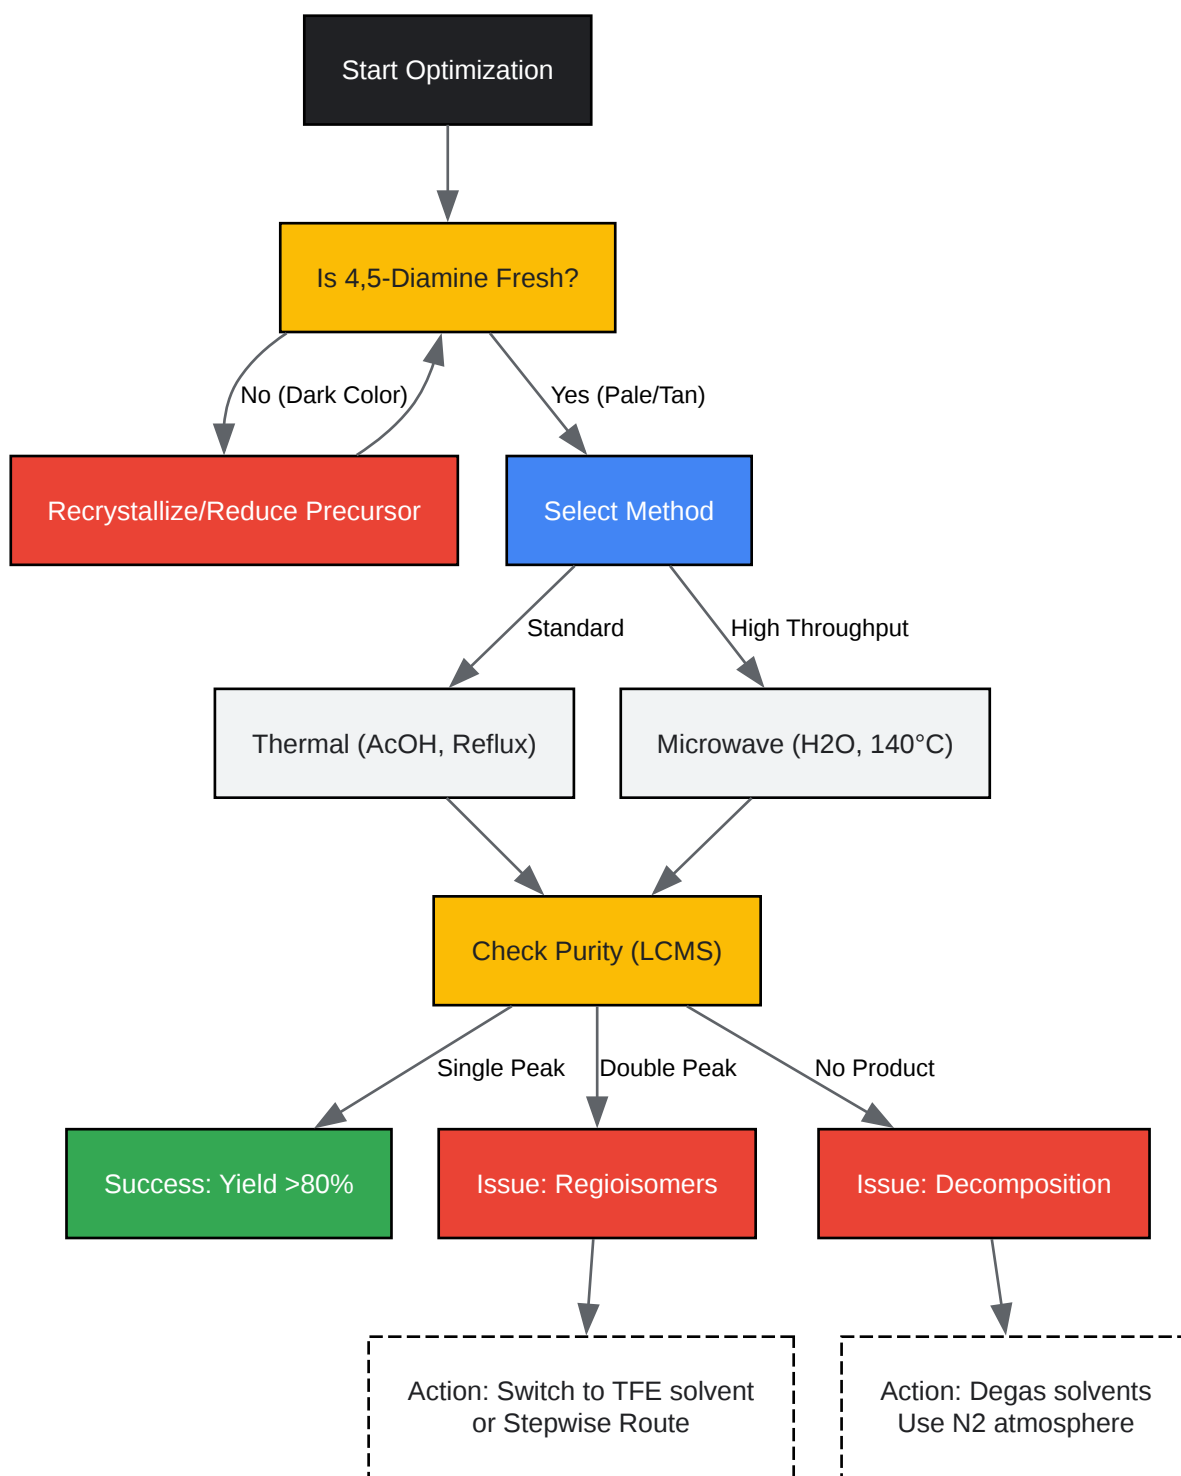 Start Optimization
Is 4,5-Diamine Fresh?
No (Dark Color)
Yes (Pale/Tan)
Recrystallize/Reduce Precursor
Select Method
Standard
High Throughput
Thermal (AcOH, Reflux)
Microwave (H2O, 140°C)
Check Purity (LCMS)
Single Peak
Double Peak
No Product
Success: Yield >80%
Issue: Regioisomers
Issue: Decomposition
Action: Switch to TFE solvent
or Stepwise Route
Action: Degas solvents
Use N2 atmosphere